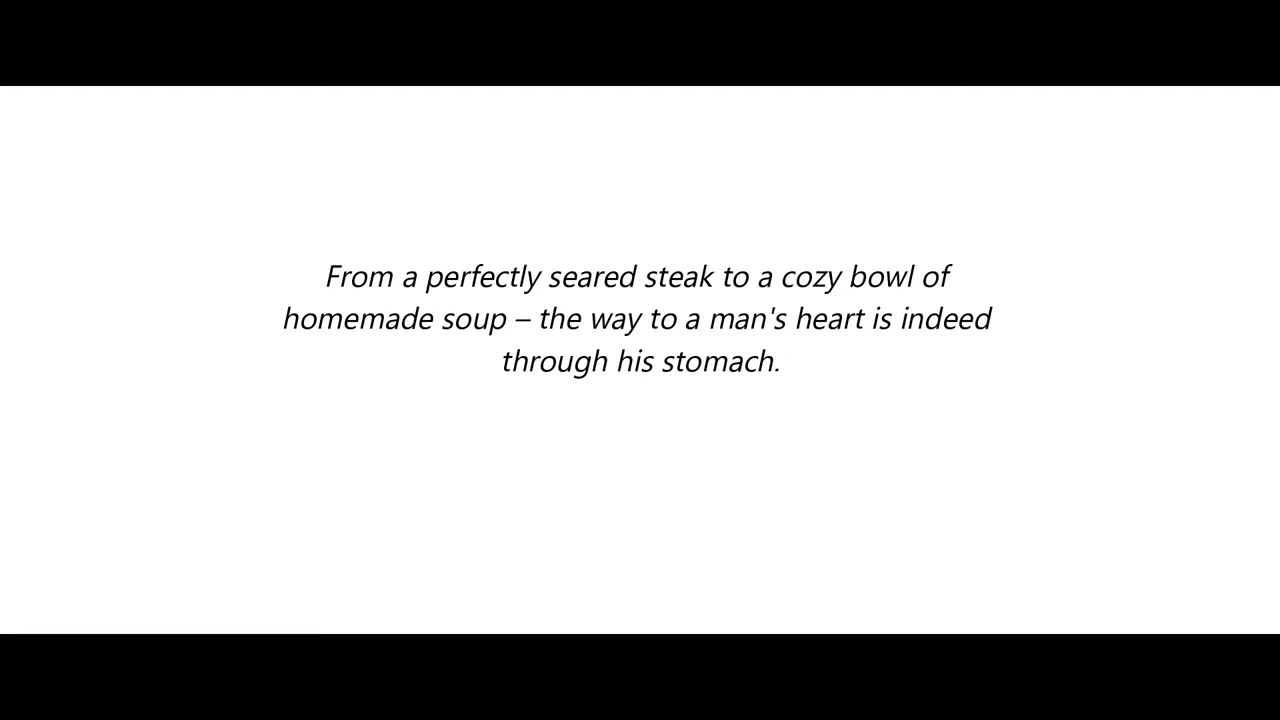 From a perfectly seared steak to a cozy bowl of
homemade soup – the way to a man's heart is indeed
through his stomach.